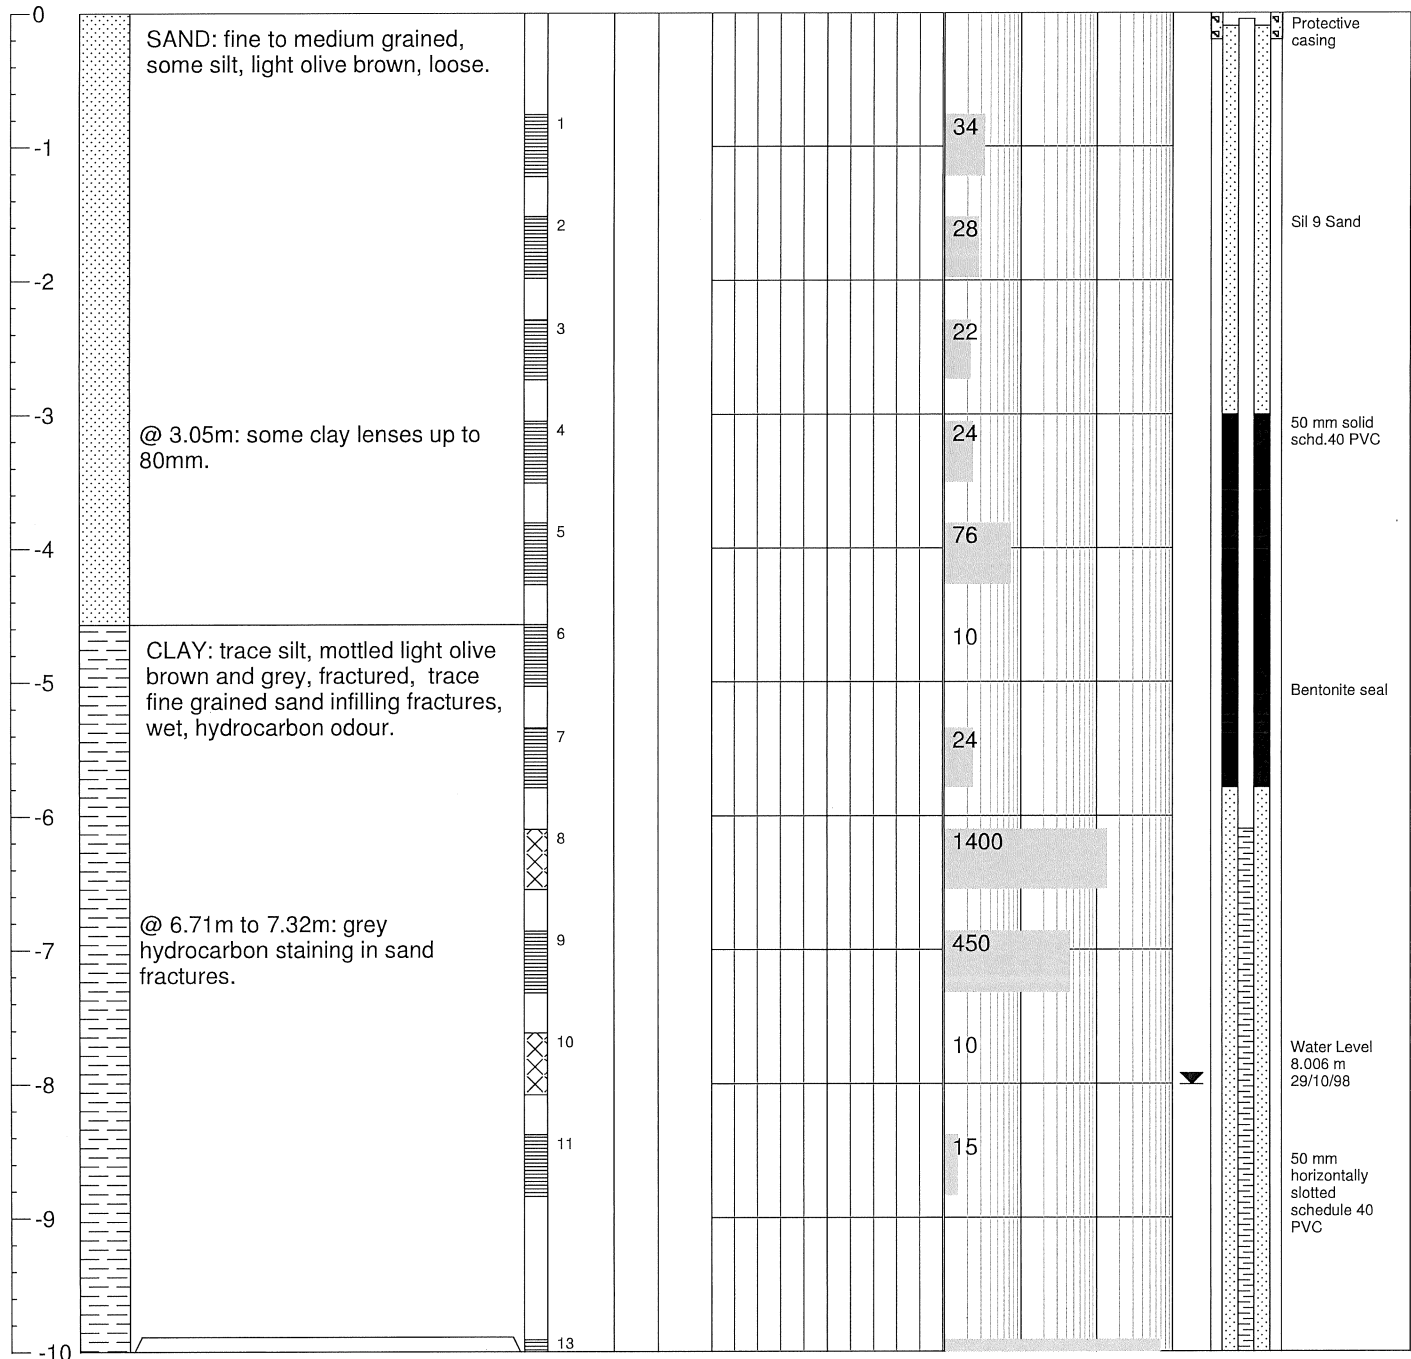 0
Protective
casing
SAND: fine to medium grained,
some silt, light olive brown, loose.
1
34
-1
2
28
Sil 9 Sand
-2
3
22
-3
@ 3.05m: some clay lenses up to
80mm.
4
24
50 mm solid
schd.40 PVC
5
76
-4
6
10
CLAY: trace silt, mottled light olive
brown and grey, fractured, trace
fine grained sand infilling fractures,
wet, hydrocarbon odour.
-5
Bentonite seal
7
24
-6
8
1400
@ 6.71m to 7.32m: grey
hydrocarbon staining in sand
fractures.
9
450
-7
10
10
Water Level
8.006 m
29/10/98
-8
11
15
50 mm
horizontally
slotted
schedule 40
PVC
-9
13
-10